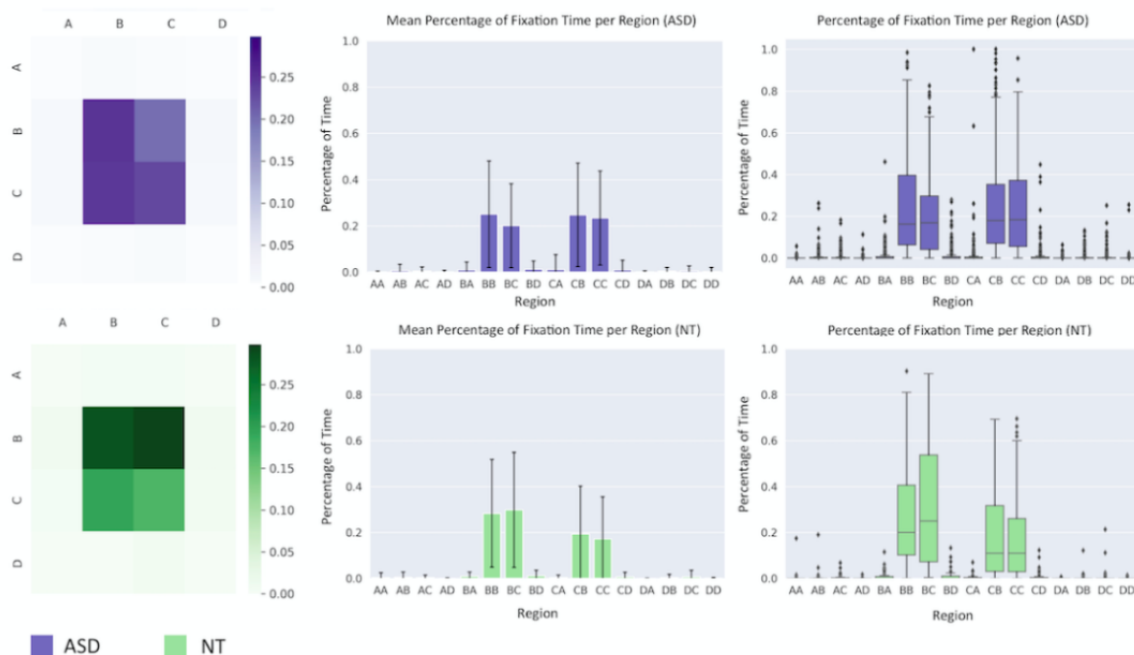 A B C D
A
B
C
D
0.25
0.20
0.15
0.10
0.05
0.00
Mean Percentage of Fixation Time per Region (ASD)
Percentage of Time
1.0
0.8
0.6
0.4
0.2
0.0
AA AB AC AD BA BB BC BD CA CB CC CD DA DB DC DD
Region
Percentage of Fixation Time per Region (ASD)
Percentage of Time
1.0
0.8
0.6
0.4
0.2
0.0
AA AB AC AD BA BB BC BD CA CB CC CD DA DB DC DD
Region
A B C D
A
B
C
D
0.25
0.20
0.15
0.10
0.05
0.00
Mean Percentage of Fixation Time per Region (NT)
Percentage of Time
1.0
0.8
0.6
0.4
0.2
0.0
AA AB AC AD BA BB BC BD CA CB CC CD DA DB DC DD
Region
Percentage of Fixation Time per Region (NT)
Percentage of Time
1.0
0.8
0.6
0.4
0.2
0.0
AA AB AC AD BA BB BC BD CA CB CC CD DA DB DC DD
Region
ASD NT